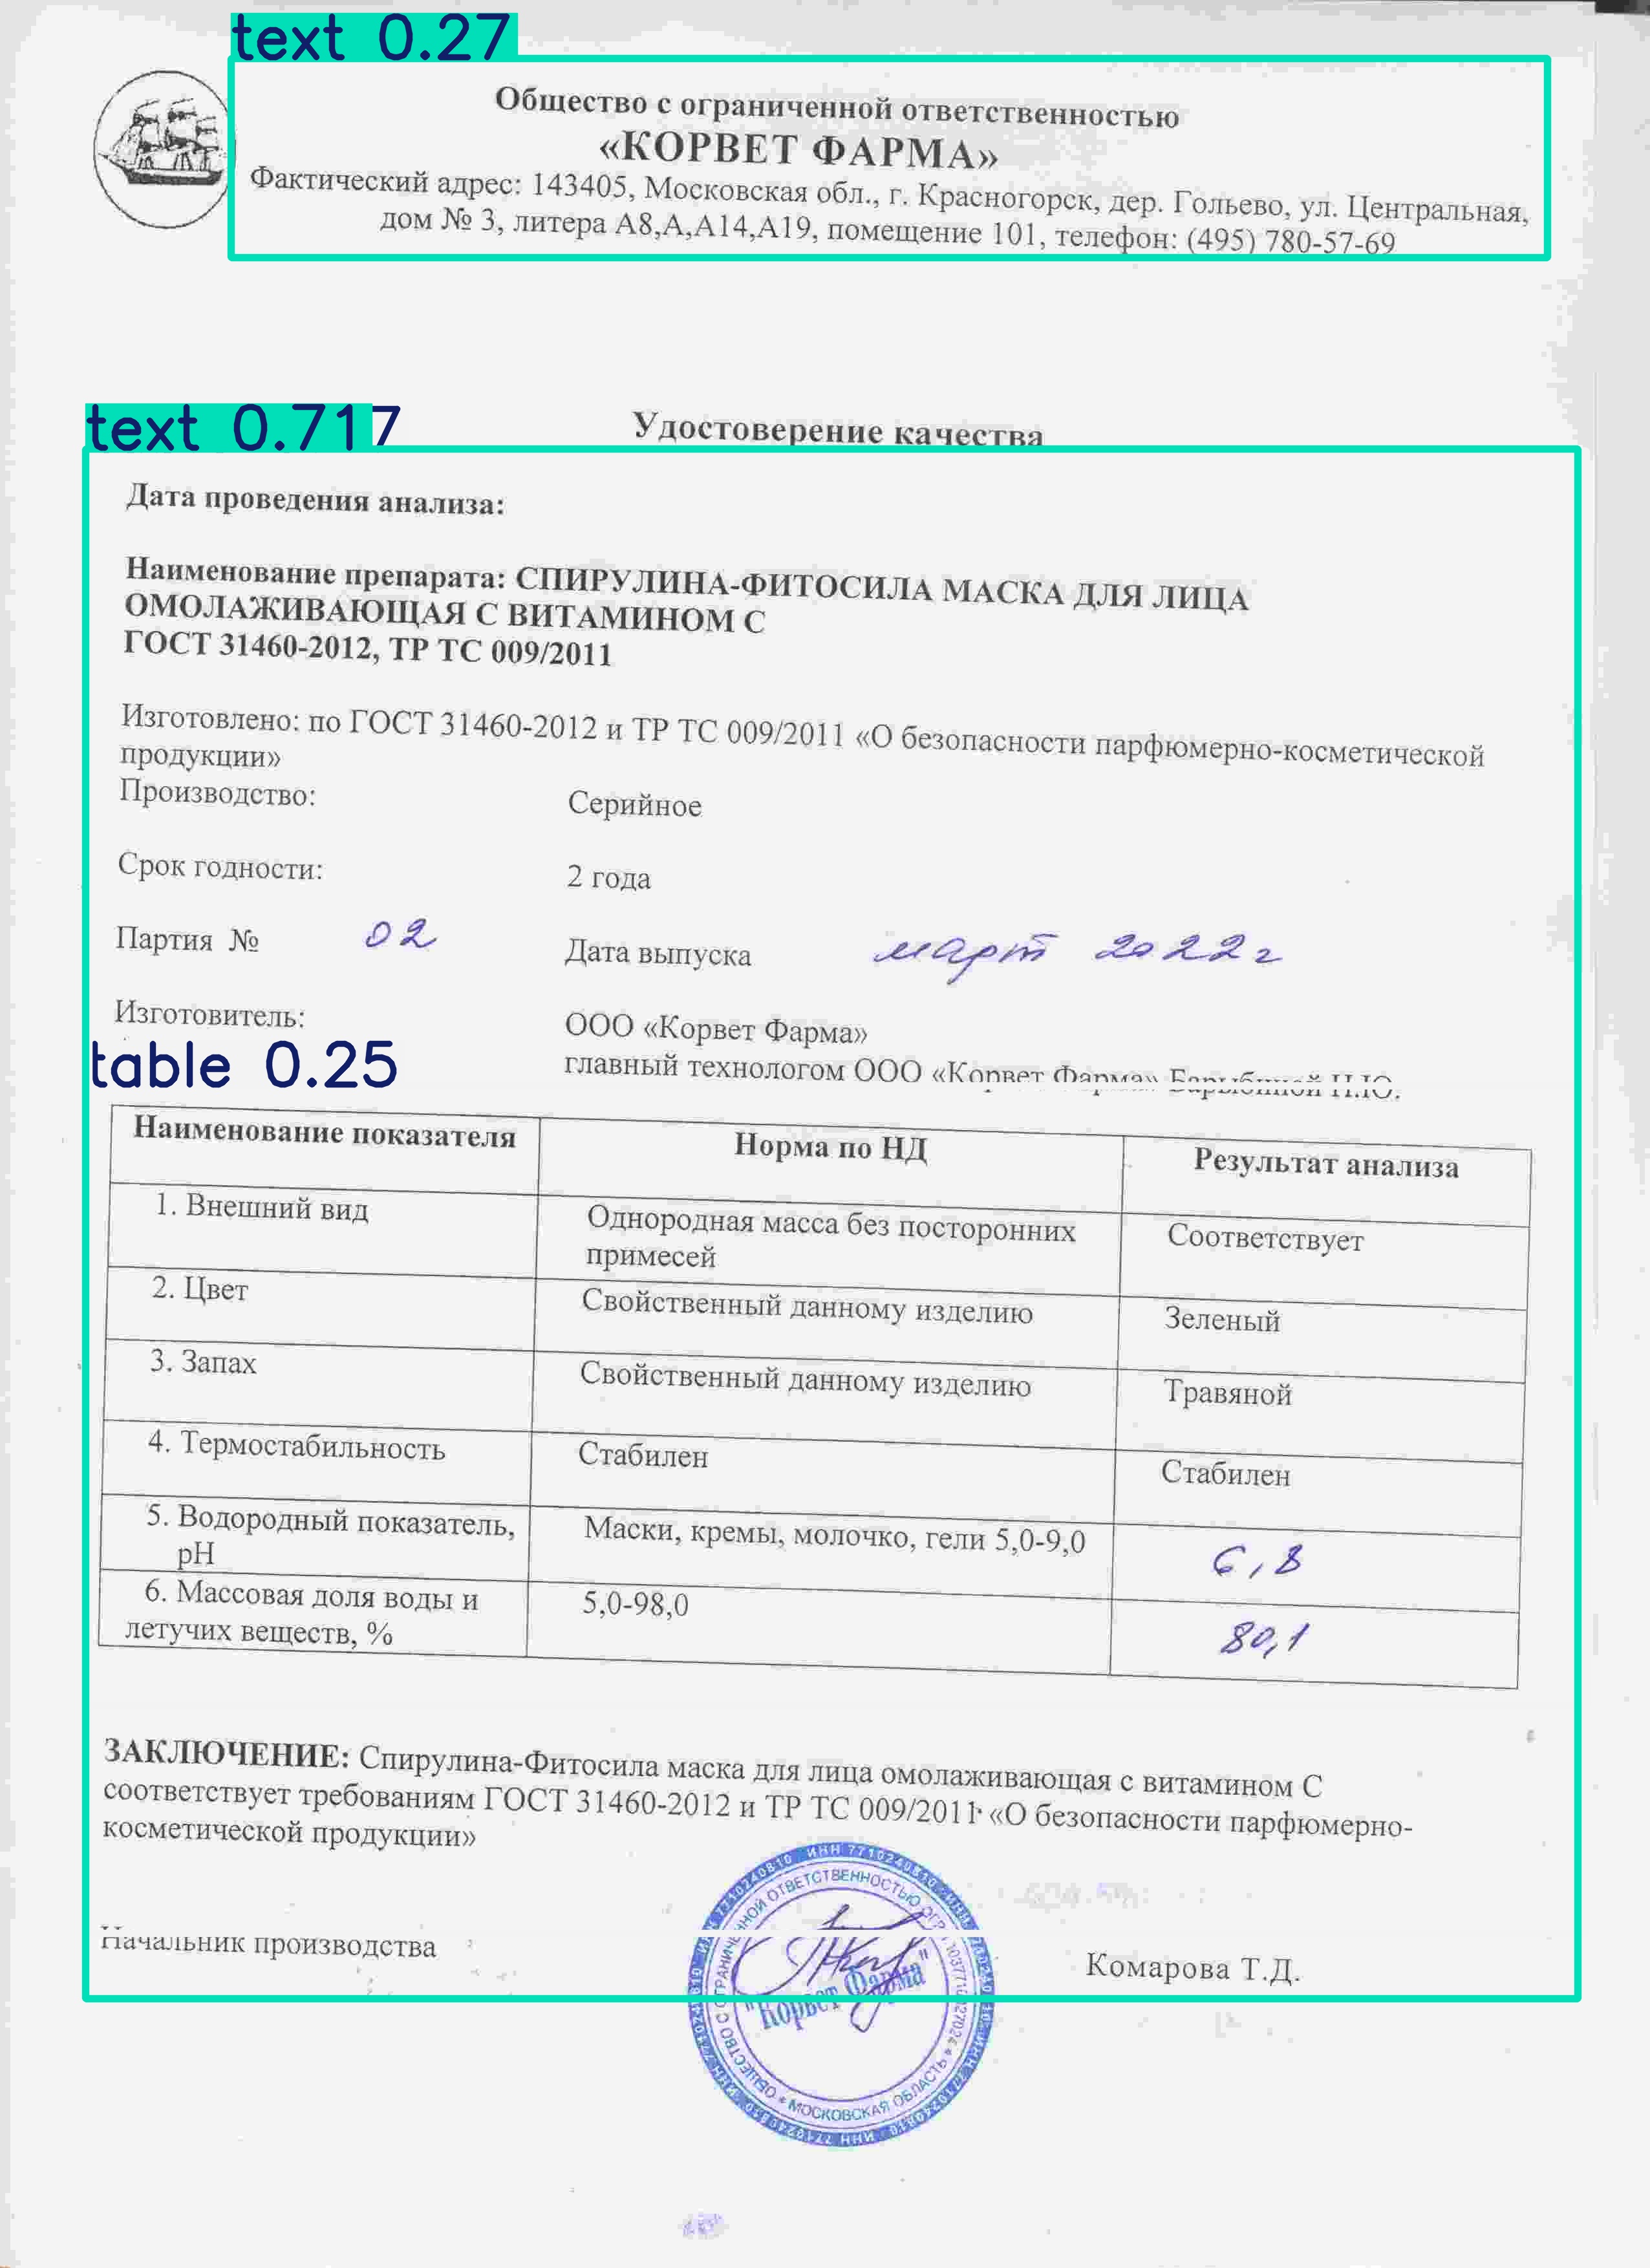 text 0.27
Общество с ограниченной ответственностью
«КОРВЕТ ФАРМА»
Фактический адрес: 143405, Московская обл., г. Красногорск, дер. Гольево, ул. Центральная,
дом № 3, литера А8,А,А14,А19, помещение 101, телефон: (495) 780-57-69
text 0.717
Удостоверение качества
Дата проведения анализа:
Наименование препарата: СПИРУЛИНА-ФИТОСИЛА МАСКА ДЛЯ ЛИЦА
ОМОЛАЖИВАЮЩАЯ С ВИТАМИНОМ С
ГОСТ 31460-2012, ТР ТС 009/2011
Изготовлено: по ГОСТ 31460-2012 и ТР ТС 009/2011 «О безопасности парфюмерно-косметической
продукции»
Производство: Серийное
Срок годности: 2 года
Партия № 02 Дата выпуска март 2022 г
Изготовитель: ООО «Корвет Фарма»
table 0.25
главный технологом ООО «Корвет Фарма» Барыбиной Н.Ю.
Наименование показателя Норма по НД Результат анализа
1. Внешний вид Однородная масса без посторонних Соответствует
примесей
2. Цвет Свойственный данному изделию Зеленый
3. Запах Свойственный данному изделию Травяной
4. Термостабильность Стабилен Стабилен
5. Водородный показатель, Маски, кремы, молочко, гели 5,0-9,0 6,8
рН
6. Массовая доля воды и 5,0-98,0 80,1
летучих веществ, %
ЗАКЛЮЧЕНИЕ: Спирулина-Фитосила маска для лица омолаживающая с витамином С
соответствует требованиям ГОСТ 31460-2012 и ТР ТС 009/2011 «О безопасности парфюмерно-
косметической продукции»
Начальник производства Комарова Т.Д.
ИНН 7710240810
ОБЩЕСТВО С ОГРАНИЧЕННОЙ ОТВЕТСТВЕННОСТЬЮ
"Корвет Фарма"
МОСКОВСКАЯ ОБЛАСТЬ